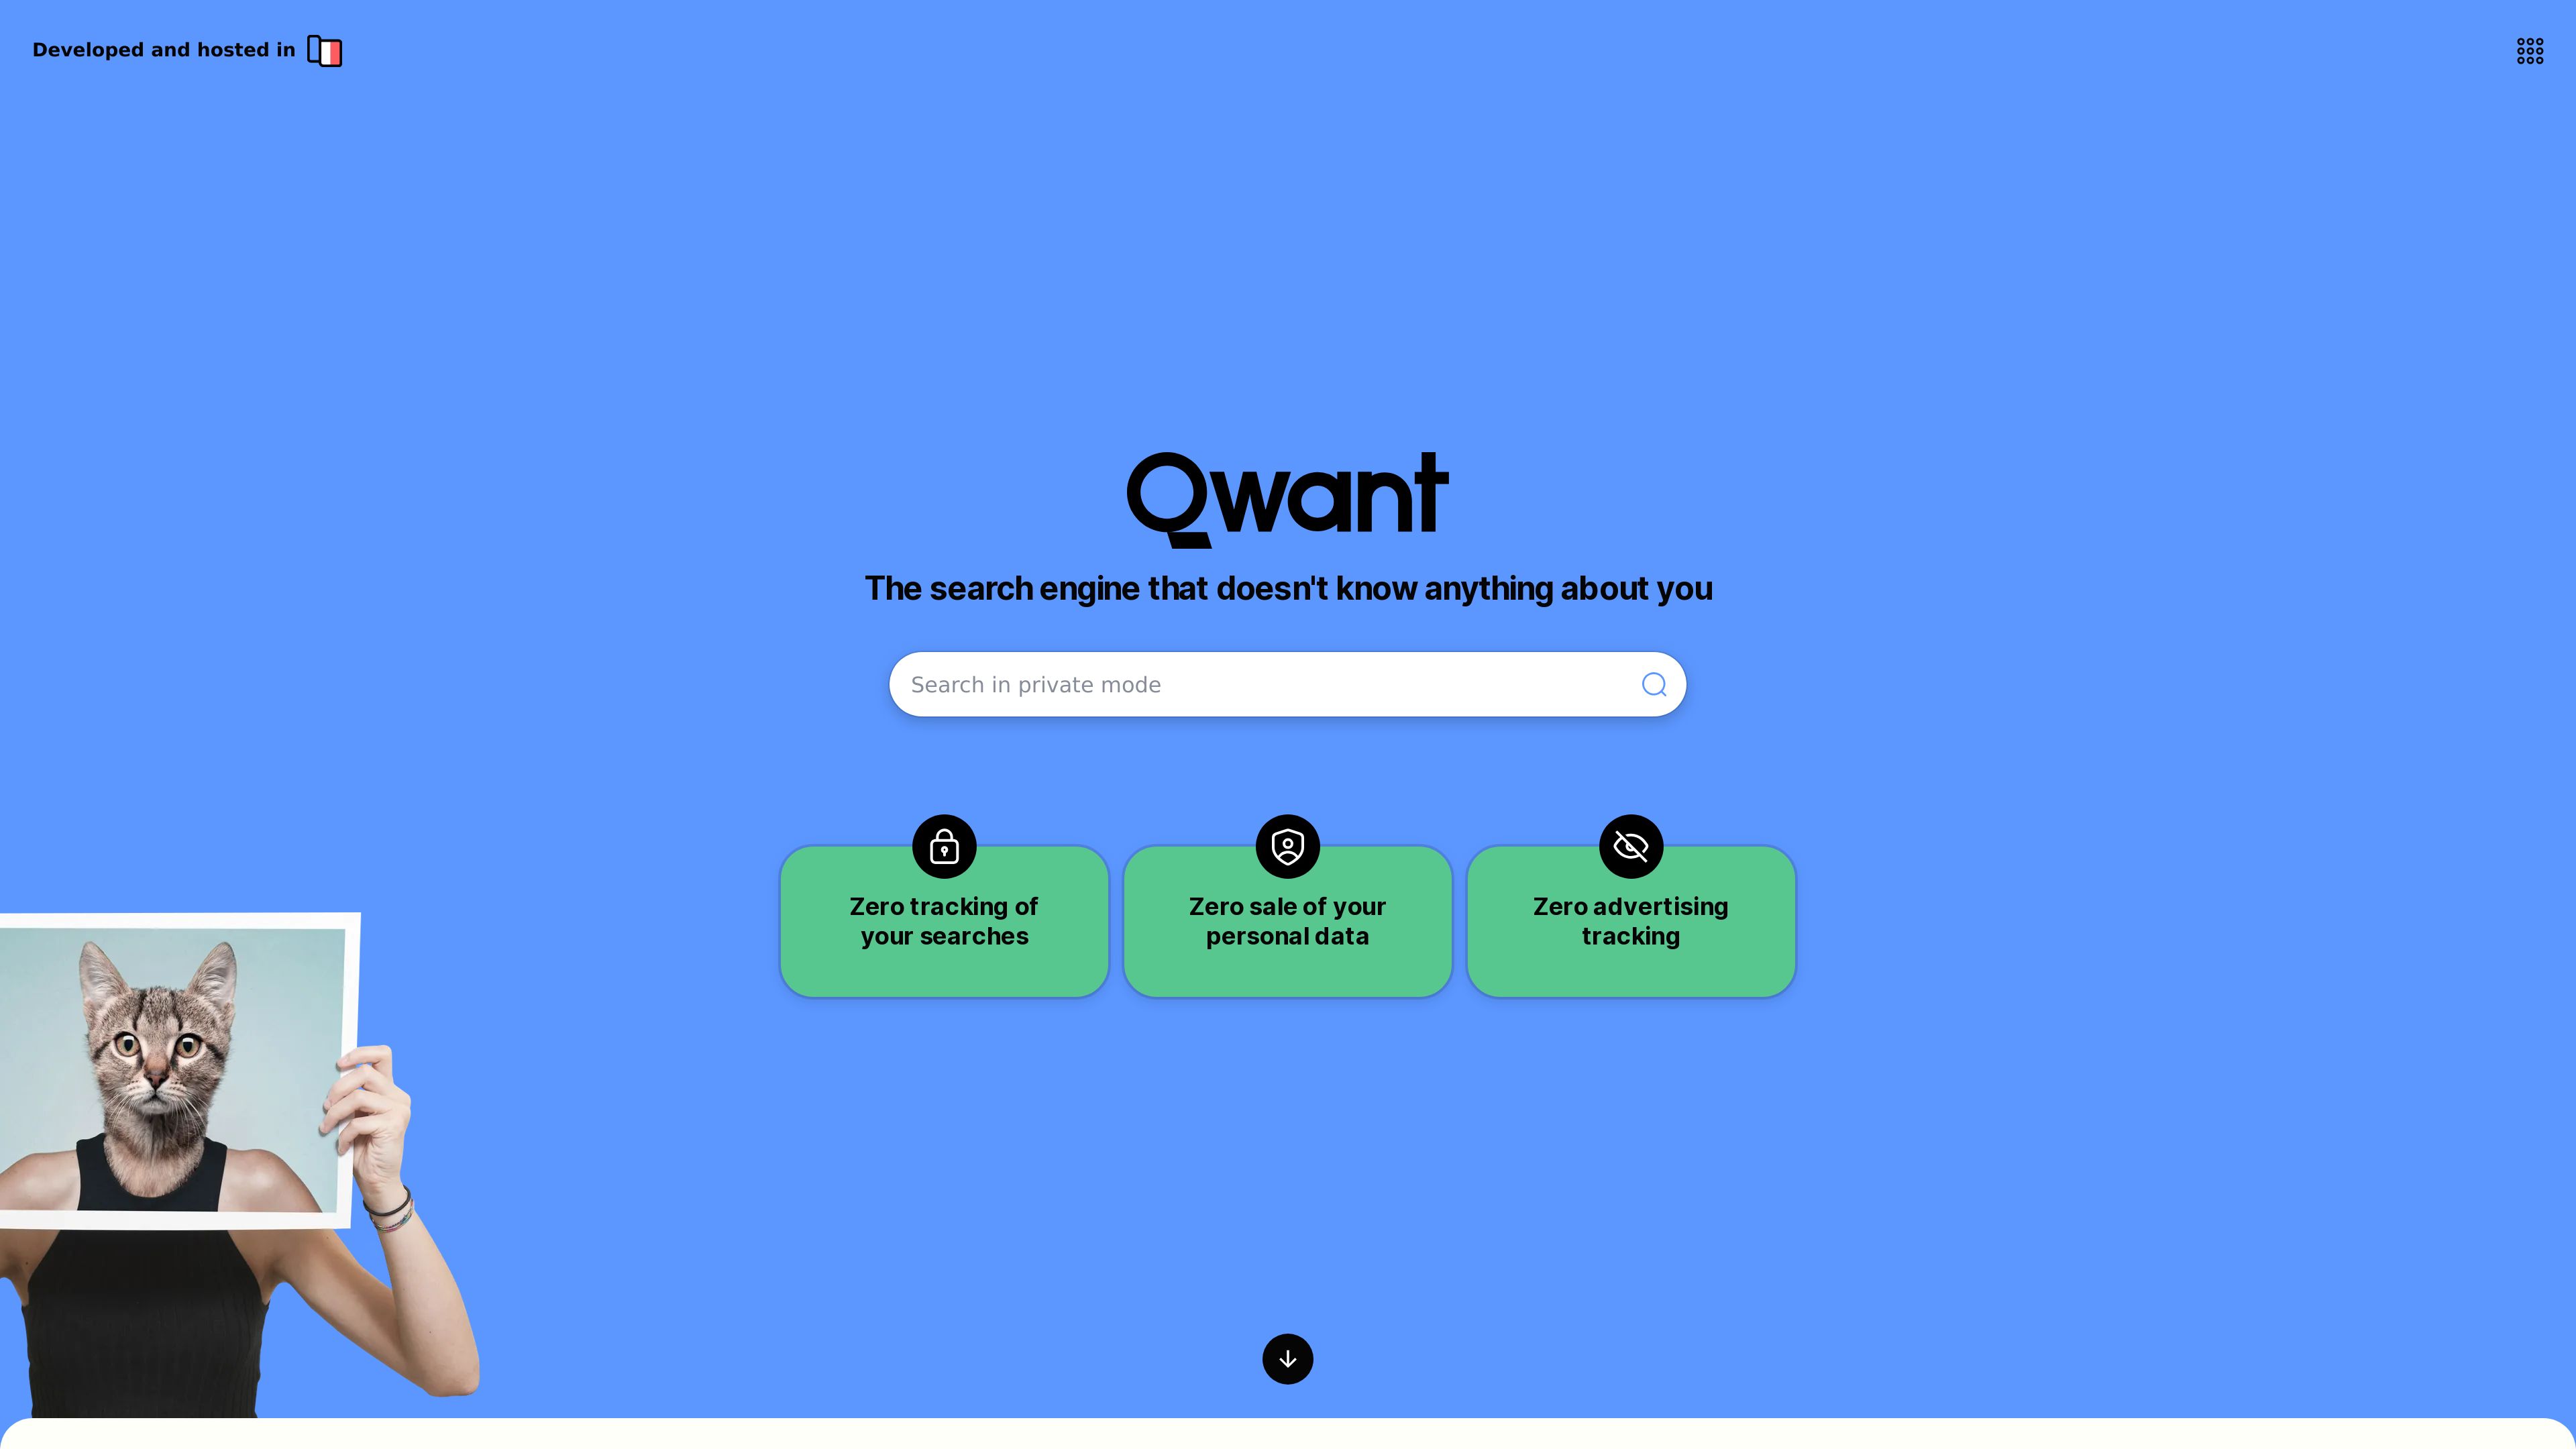 Developed and hosted in
Qwant
The search engine that doesn't know anything about you
Search in private mode
Zero tracking of
your searches
Zero sale of your
personal data
Zero advertising
tracking